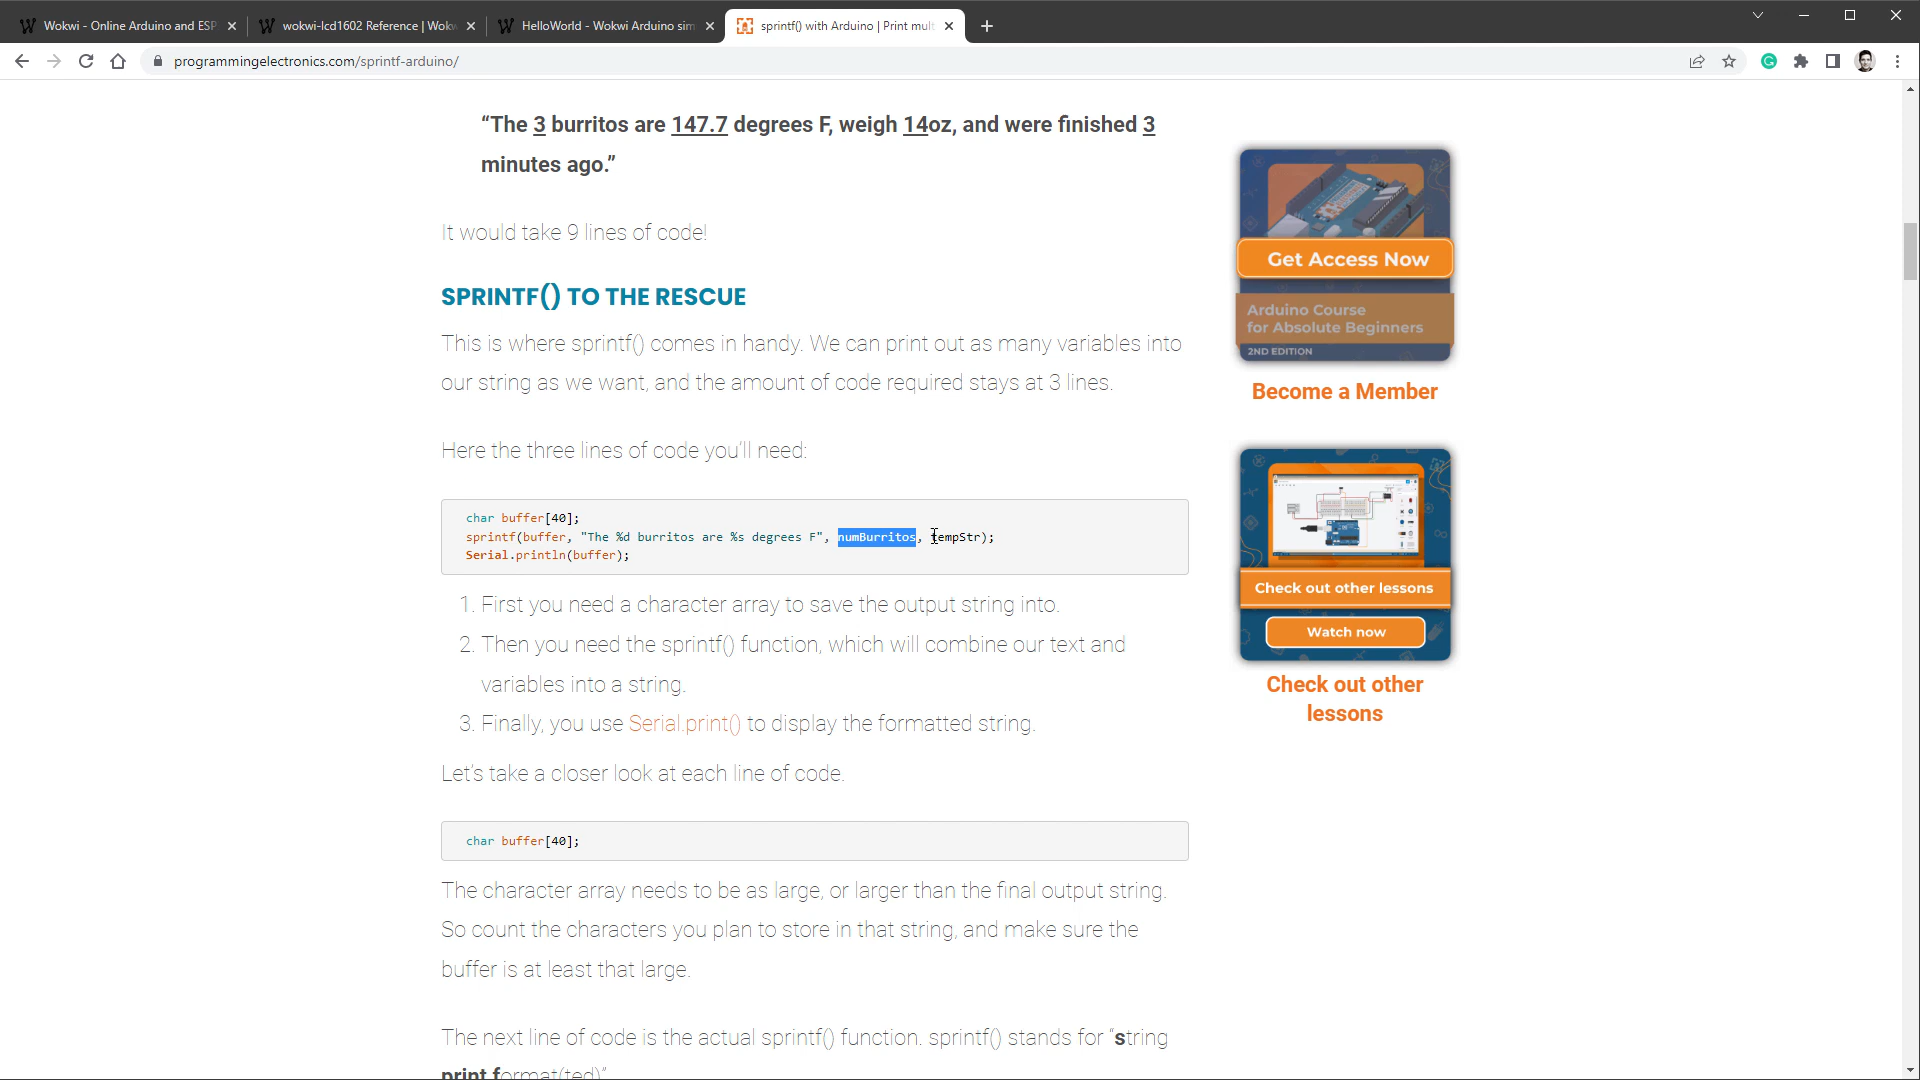 Wokwi - Online Arduino and ESP
wokwi-lcd1602 Reference | Wokw
HelloWorld - Wokwi Arduino sim
sprintf() with Arduino | Print mult
programmingelectronics.com/sprintf-arduino/
“The 3 burritos are 147.7 degrees F, weigh 14oz, and were finished 3
minutes ago.”
It would take 9 lines of code!
SPRINTF() TO THE RESCUE
This is where sprintf() comes in handy. We can print out as many variables into
our string as we want, and the amount of code required stays at 3 lines.
Here the three lines of code you’ll need:
char buffer[40];
sprintf(buffer, "The %d burritos are %s degrees F", numBurritos, tempStr);
Serial.println(buffer);
1. First you need a character array to save the output string into.
2. Then you need the sprintf() function, which will combine our text and
variables into a string.
3. Finally, you use Serial.print() to display the formatted string.
Let’s take a closer look at each line of code.
char buffer[40];
The character array needs to be as large, or larger than the final output string.
So count the characters you plan to store in that string, and make sure the
buffer is at least that large.
The next line of code is the actual sprintf() function. sprintf() stands for “string
print format(ted)”
Get Access Now
Arduino Course
for Absolute Beginners
2ND EDITION
Become a Member
Check out other lessons
Watch now
Check out other
lessons